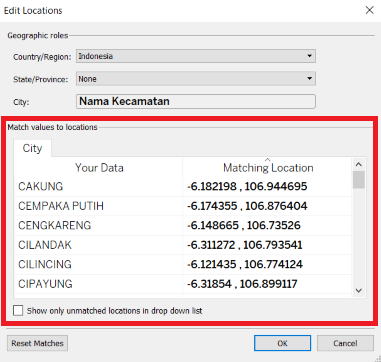 Edit Locations
Geographic roles
Country/Region: Indonesia
State/Province: None
City: Nama Kecamatan
Match values to locations
City
Your Data Matching Location
CAKUNG -6.182198 , 106.944695
CEMPAKA PUTIH -6.174355 , 106.876404
CENGKARENG -6.148665 , 106.73526
CILANDAK -6.311272 , 106.793541
CILINCING -6.121435 , 106.774124
CIPAYUNG -6.31854 , 106.899117
Show only unmatched locations in drop down list
Reset Matches OK Cancel